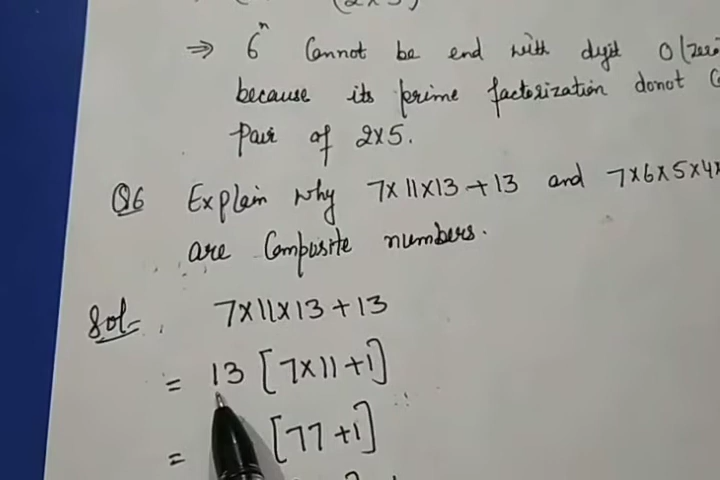 ⇒ 6ⁿ Cannot be end with digit 0 (zero
because its prime factorization donot
Pair of 2×5.
Q6 Explain why 7×11×13+13 and 7×6×5×4×
are Composite numbers.
Sol- 7×11×13+13
= 13 [7×11+1]
= [77+1]